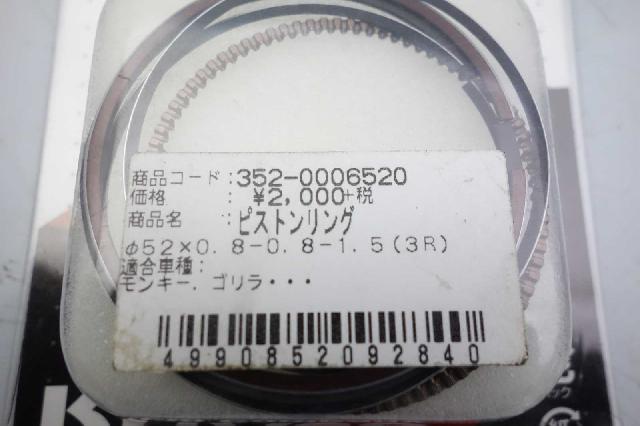 商品コード:352-0006520
価格 : ¥2,000+税
商品名 : ピストンリング
φ52×0.8-0.8-1.5(3R)
適合車種:
モンキー．ゴリラ・・・
4990852092840